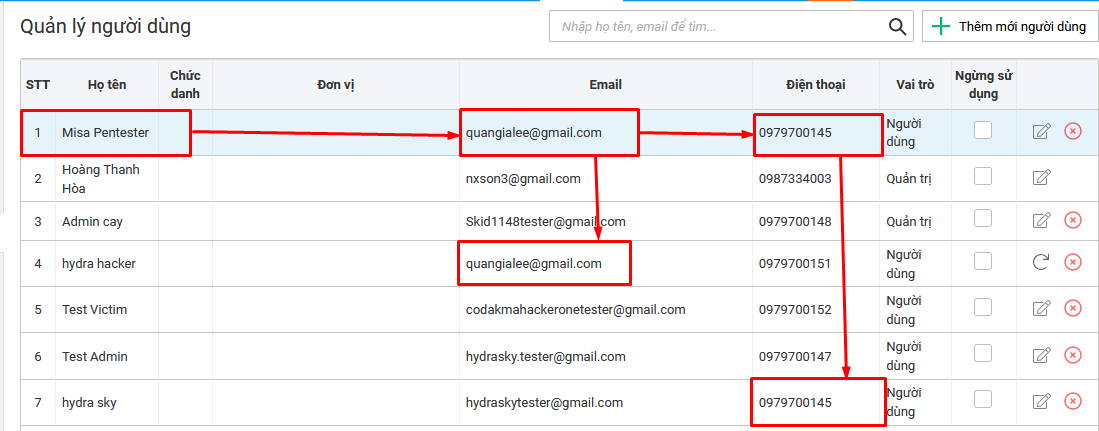 Quản lý người dùng
Nhập họ tên, email để tìm...
Thêm mới người dùng
STT Họ tên Chức danh Đơn vị Email Điện thoại Vai trò Ngừng sử dụng
1 Misa Pentester quangialee@gmail.com 0979700145 Người dùng
2 Hoàng Thanh Hòa nxson3@gmail.com 0987334003 Quản trị
3 Admin cay Skid1148tester@gmail.com 0979700148 Quản trị
4 hydra hacker quangialee@gmail.com 0979700151 Người dùng
5 Test Victim codakmahackeronetester@gmail.com 0979700152 Người dùng
6 Test Admin hydrasky.tester@gmail.com 0979700147 Người dùng
7 hydra sky hydraskytester@gmail.com 0979700145 Người dùng